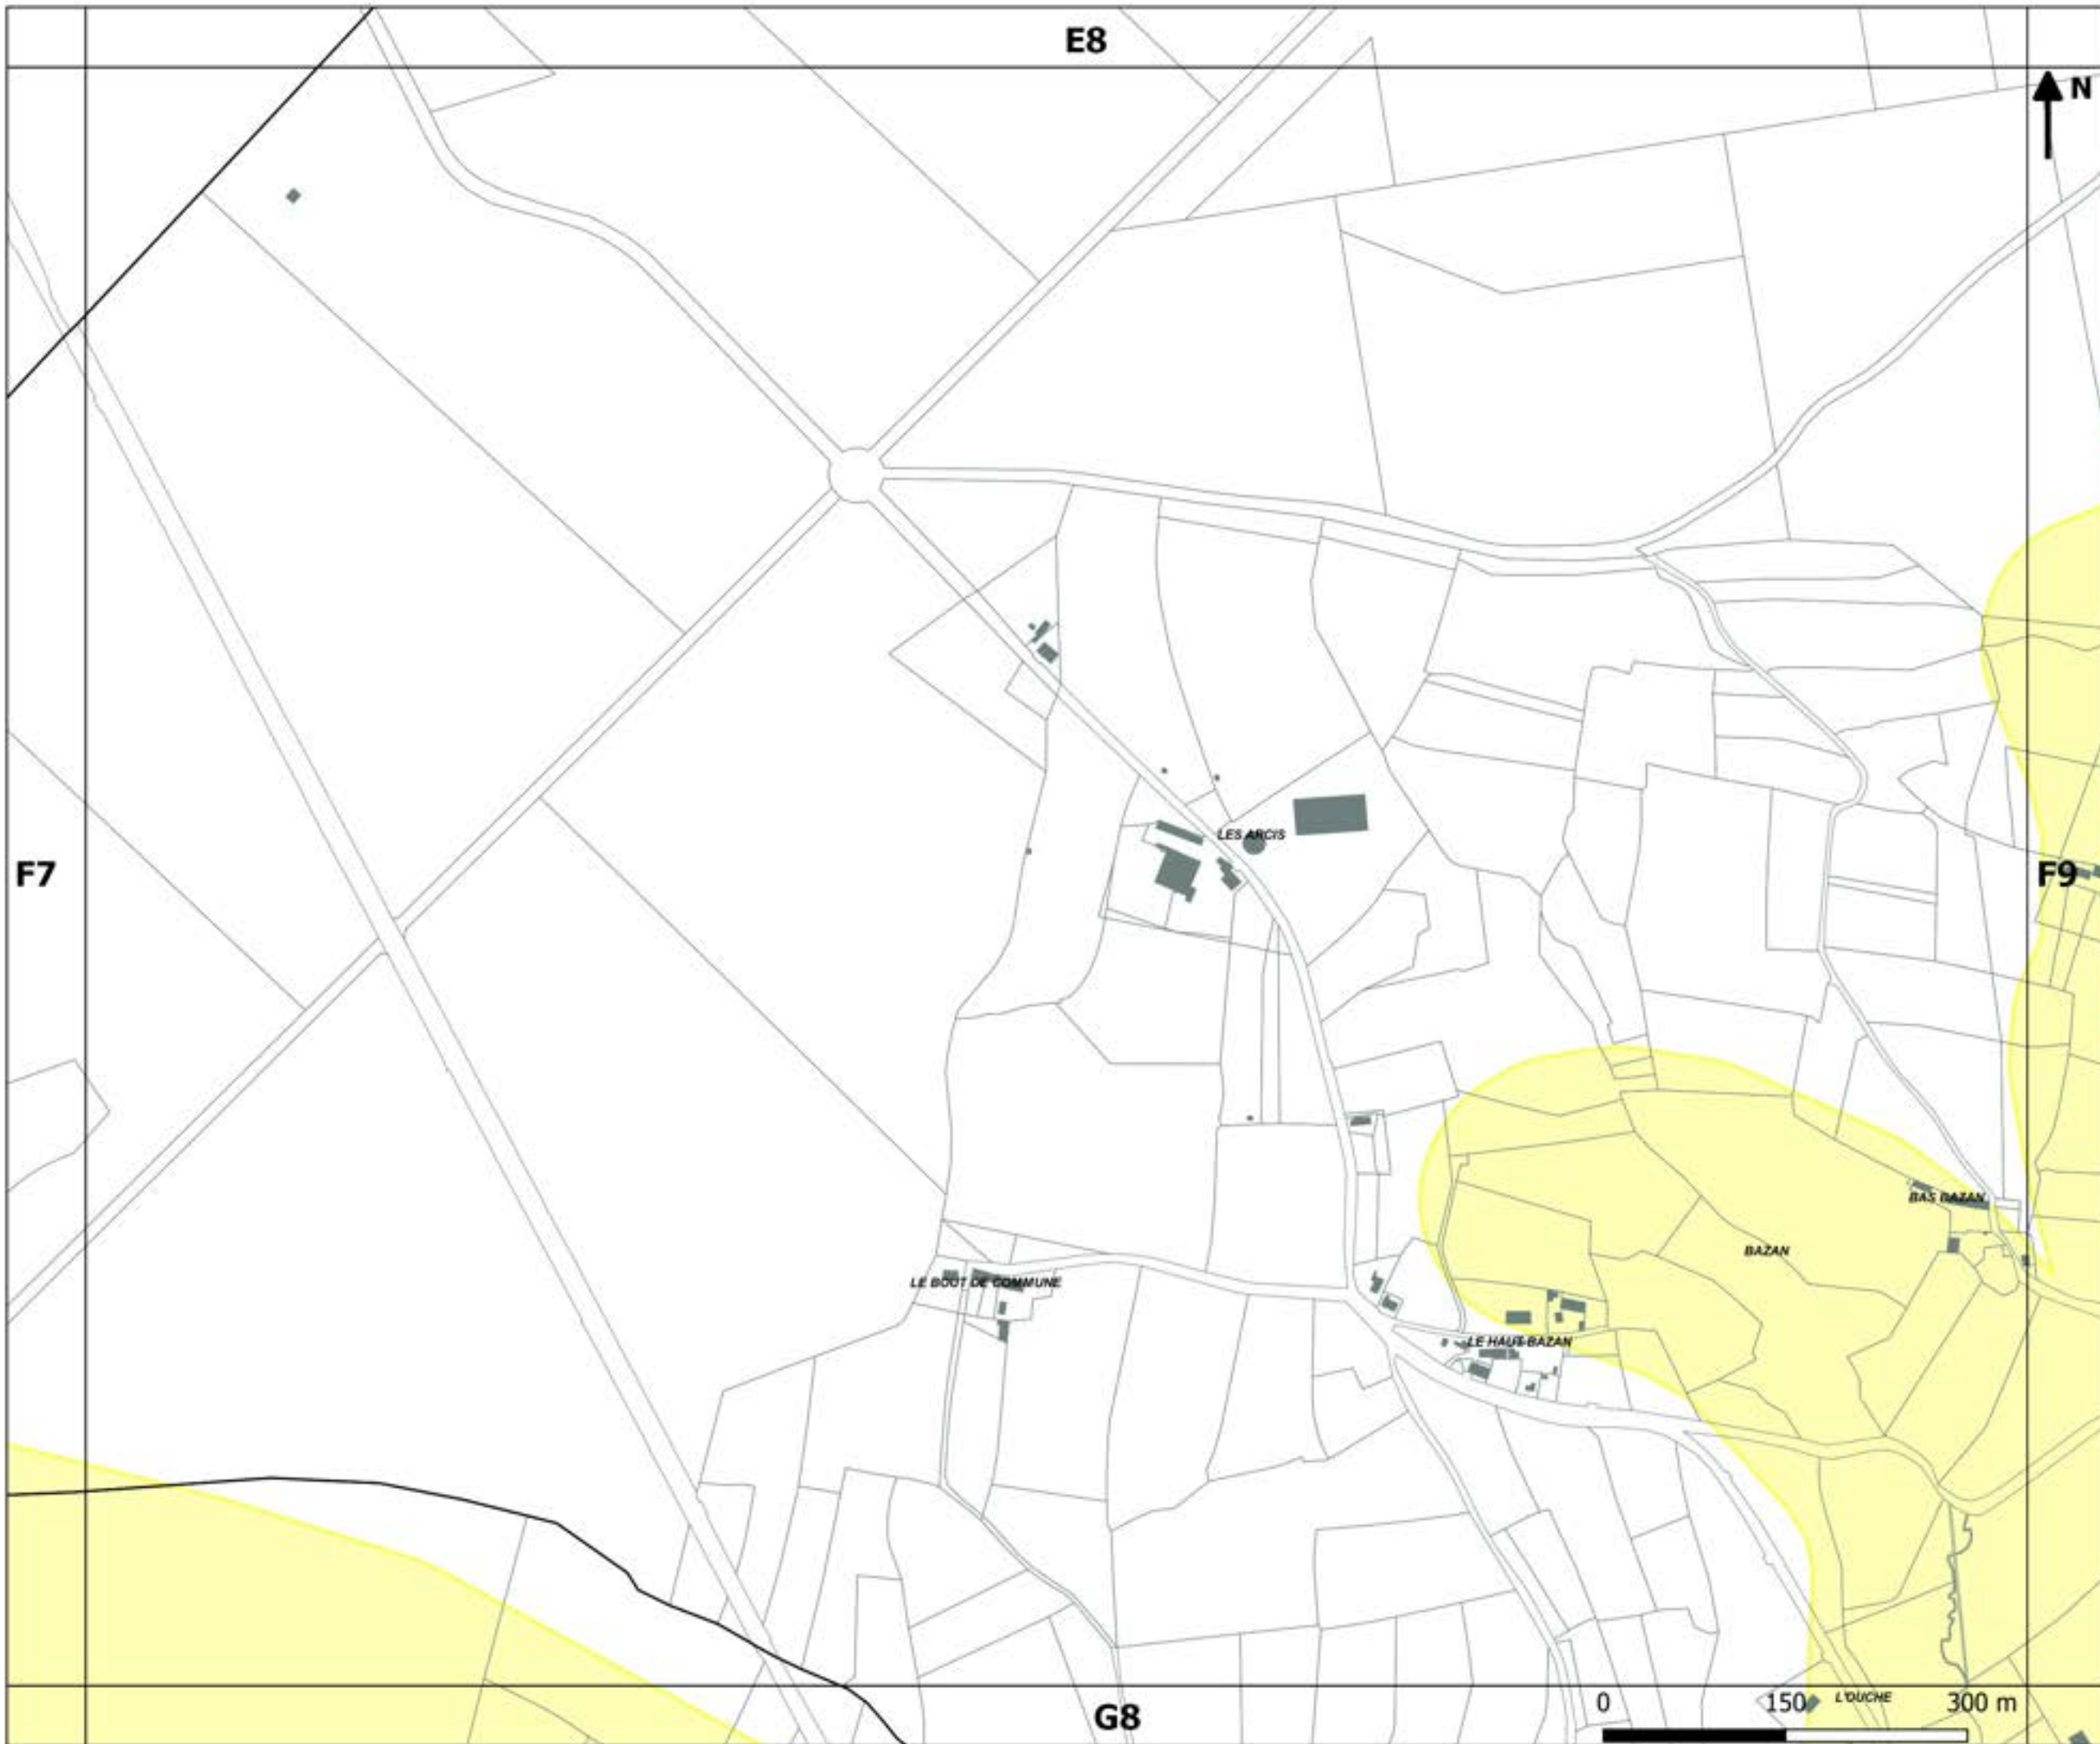 E8
N
LES ARCIS
F7
F9
BAS BAZAN
BAZAN
LE BOUT DE COMMUNE
LE HAUT BAZAN
L'OUCHE
0 150 300 m
G8